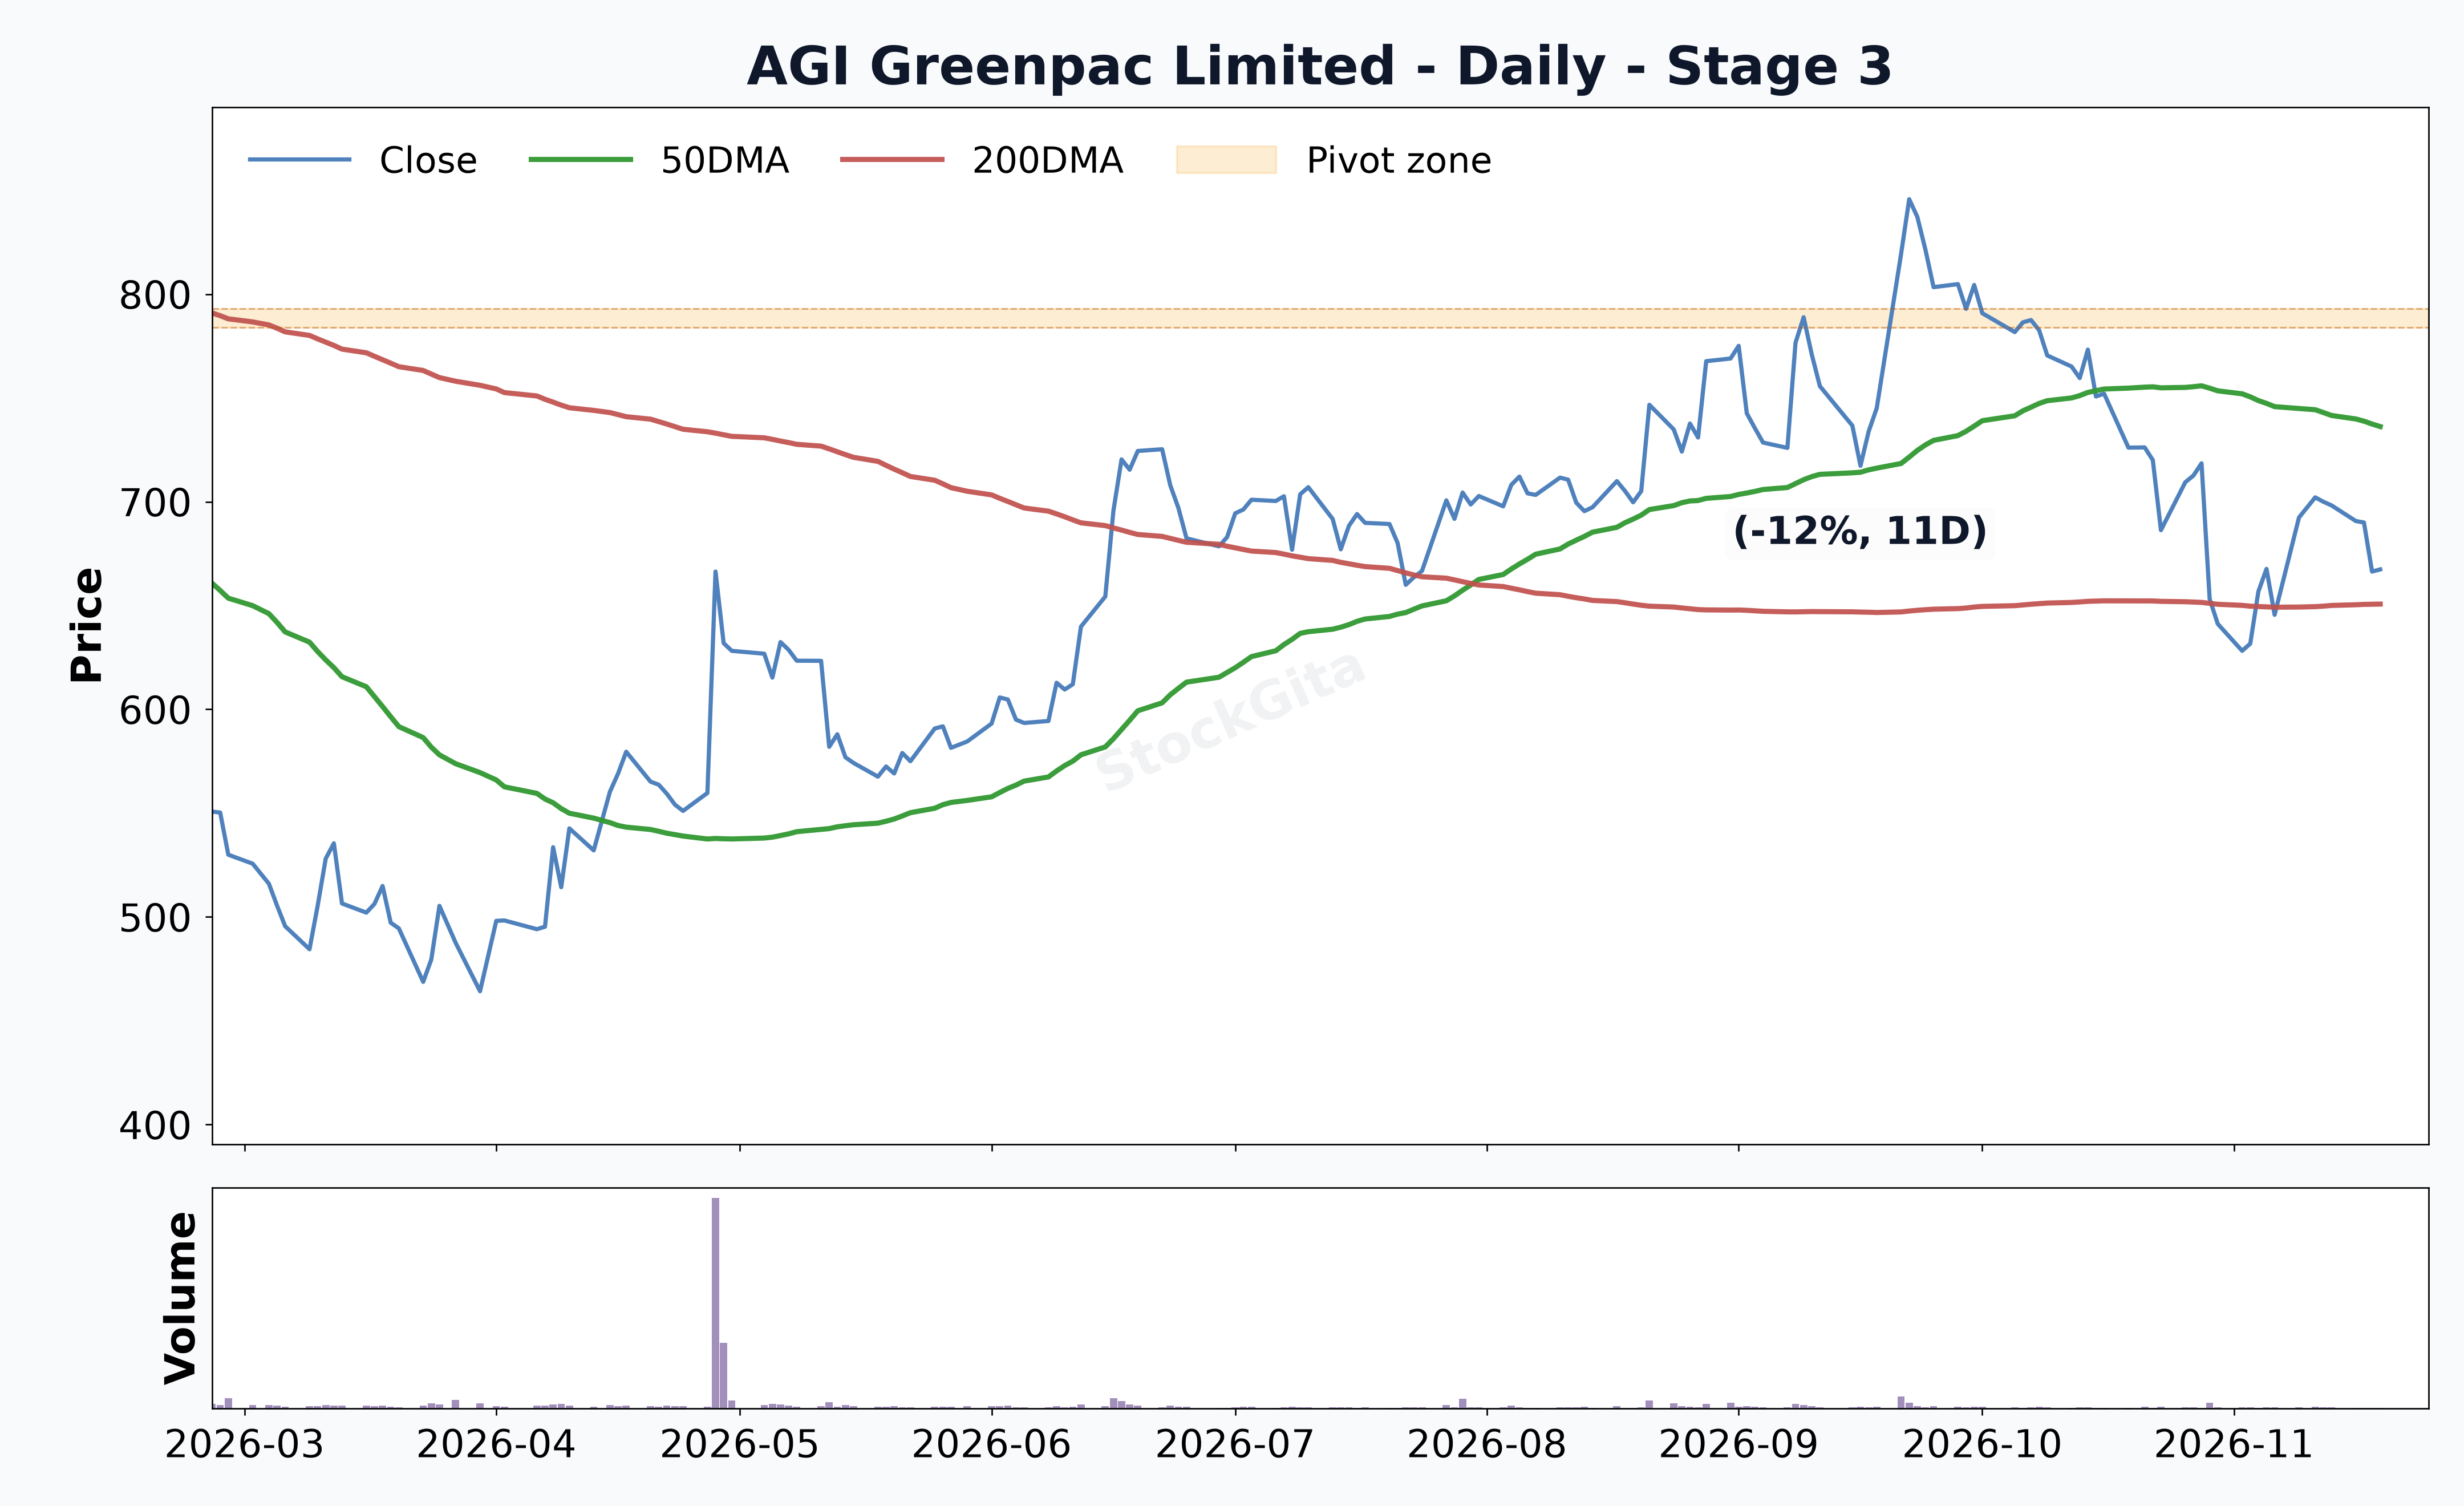 AGI Greenpac Limited - Daily - Stage 3
Close 50DMA 200DMA Pivot zone
800
700
(-12%, 11D)
Price
600
StockGita
500
400
Volume
2026-03 2026-04 2026-05 2026-06 2026-07 2026-08 2026-09 2026-10 2026-11